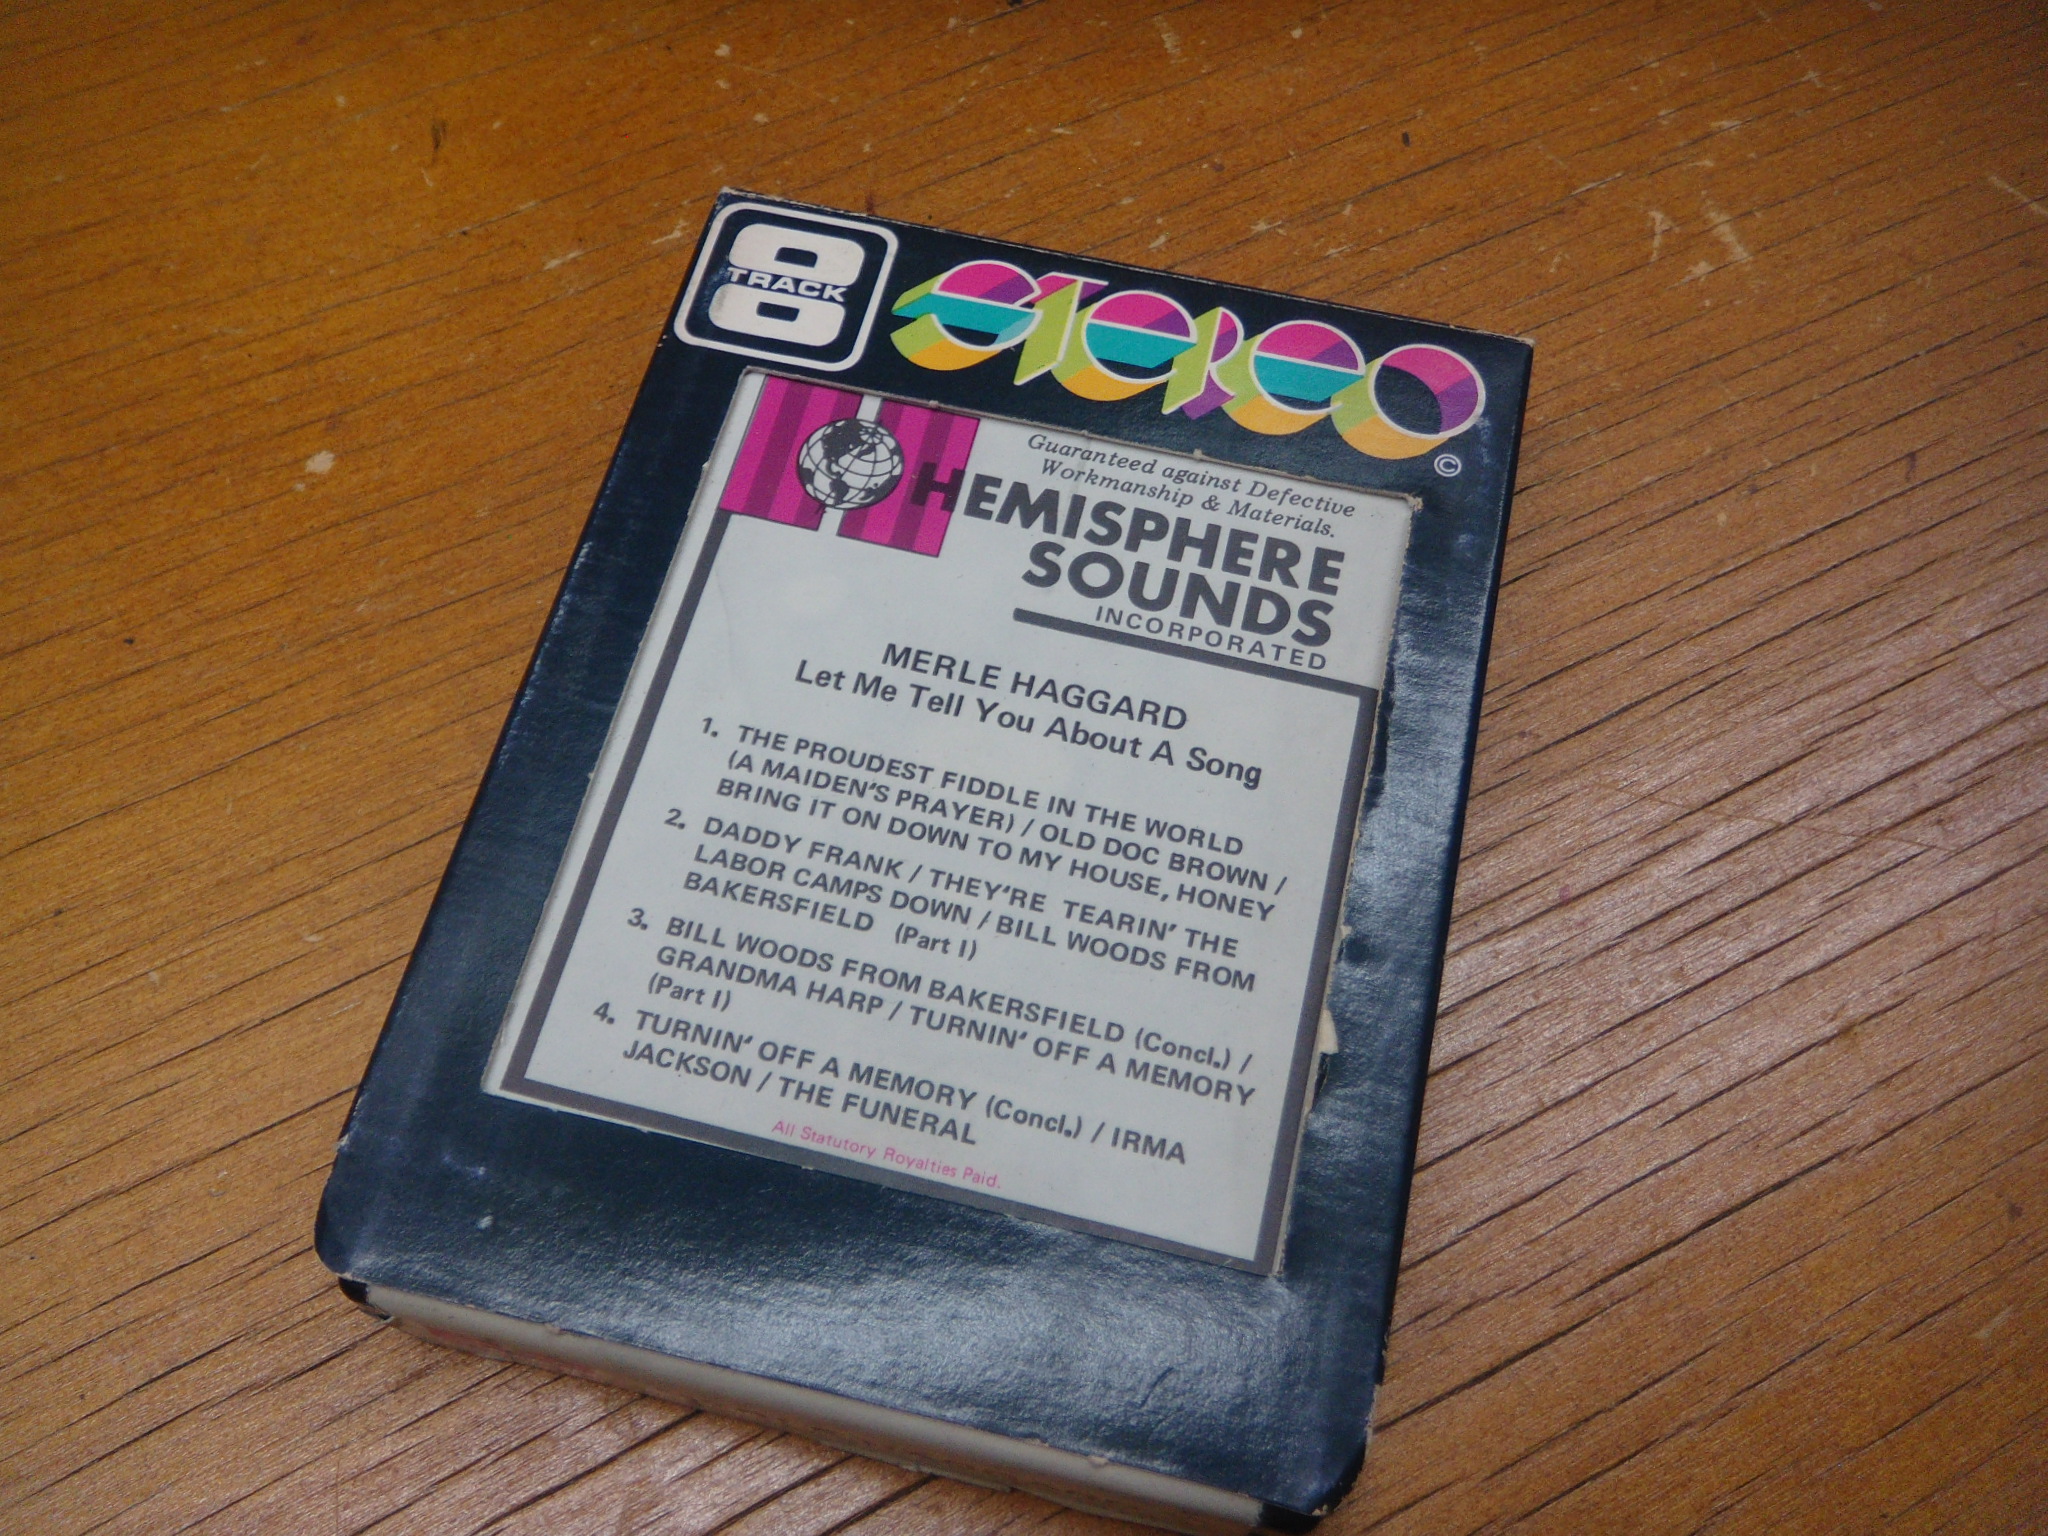 8 TRACK
STEREO
©
Guaranteed against Defective
Workmanship & Materials.
HEMISPHERE
SOUNDS
INCORPORATED
MERLE HAGGARD
Let Me Tell You About A Song
1. THE PROUDEST FIDDLE IN THE WORLD
(A MAIDEN'S PRAYER) / OLD DOC BROWN /
BRING IT ON DOWN TO MY HOUSE, HONEY
2. DADDY FRANK / THEY'RE TEARIN' THE
LABOR CAMPS DOWN / BILL WOODS FROM
BAKERSFIELD (Part I)
3. BILL WOODS FROM BAKERSFIELD (Concl.) /
GRANDMA HARP / TURNIN' OFF A MEMORY
(Part I)
4. TURNIN' OFF A MEMORY (Concl.) / IRMA
JACKSON / THE FUNERAL
All Statutory Royalties Paid.